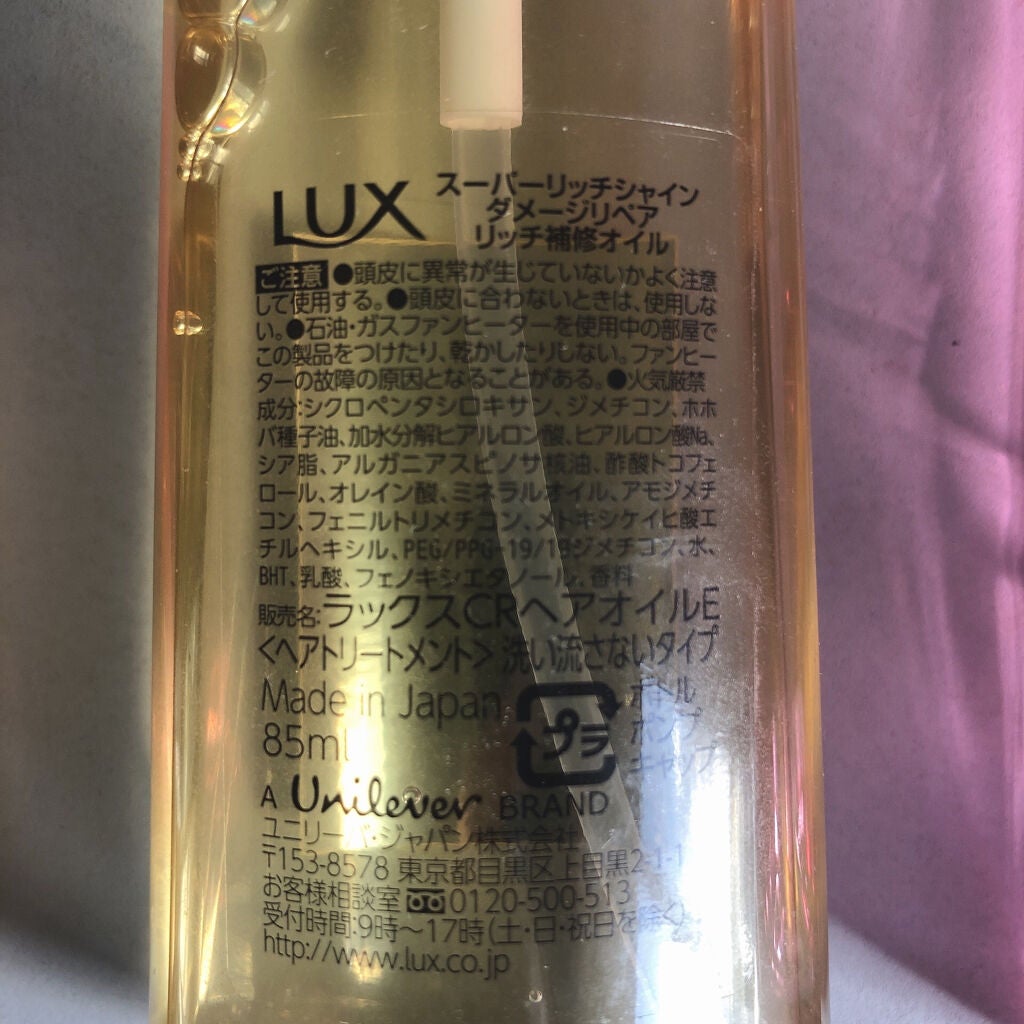 LUX
スーパーリッチシャイン
ダメージリペア
リッチ補修オイル
ご注意 ●頭皮に異常が生じていないかよく注意
して使用する。●頭皮に合わないときは、使用しな
い。●石油・ガスファンヒーターを使用中の部屋で
この製品をつけたり、乾かしたりしない。ファンヒー
ターの故障の原因となることがある。●火気厳禁
成分:シクロペンタシロキサン、ジメチコン、ホホ
バ種子油、加水分解ヒアルロン酸、ヒアルロン酸Na、
シア脂、アルガニアスピノサ核油、酢酸トコフェ
ロール、オレイン酸、ミネラルオイル、アモジメチ
コン、フェニルトリメチコン、メトキシケイヒ酸エ
チルヘキシル、PEG/PPG-19/19ジメチコン、水、
BHT、乳酸、フェノキシエタノール、香料
販売名:ラックスCRヘアオイルE
<ヘアトリートメント> 洗い流さないタイプ
Made in Japan
85ml
プラ
ボトル
ポンプ
キャップ
A Unilever BRAND
ユニリーバ・ジャパン株式会社
〒153-8578 東京都目黒区上目黒2-1-1
お客様相談室 0120-500-513
受付時間:9時〜17時(土・日・祝日を除く)
http://www.lux.co.jp